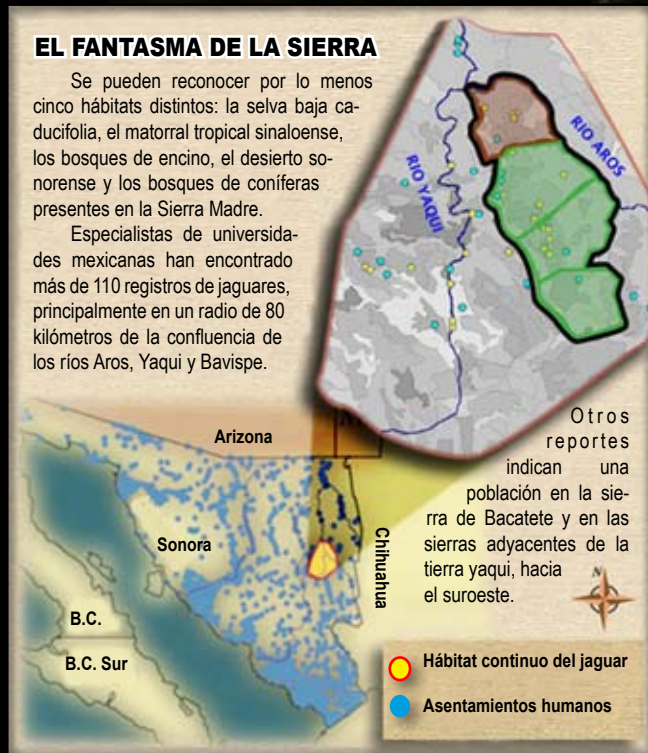 EL FANTASMA DE LA SIERRA
Se pueden reconocer por lo menos
cinco hábitats distintos: la selva baja ca-
ducifolia, el matorral tropical sinaloense,
los bosques de encino, el desierto so-
norense y los bosques de coníferas
presentes en la Sierra Madre.
Especialistas de universida-
des mexicanas han encontrado
más de 110 registros de jaguares,
principalmente en un radio de 80
kilómetros de la confluencia de
los ríos Aros, Yaqui y Bavispe.
RIO YAQUI
RIO AROS
Otros
reportes
indican una
población en la sie-
rra de Bacatete y en las
sierras adyacentes de la
tierra yaqui, hacia
el suroeste.
N
Arizona
Sonora
Chihuahua
B.C.
B.C. Sur
Hábitat continuo del jaguar
Asentamientos humanos